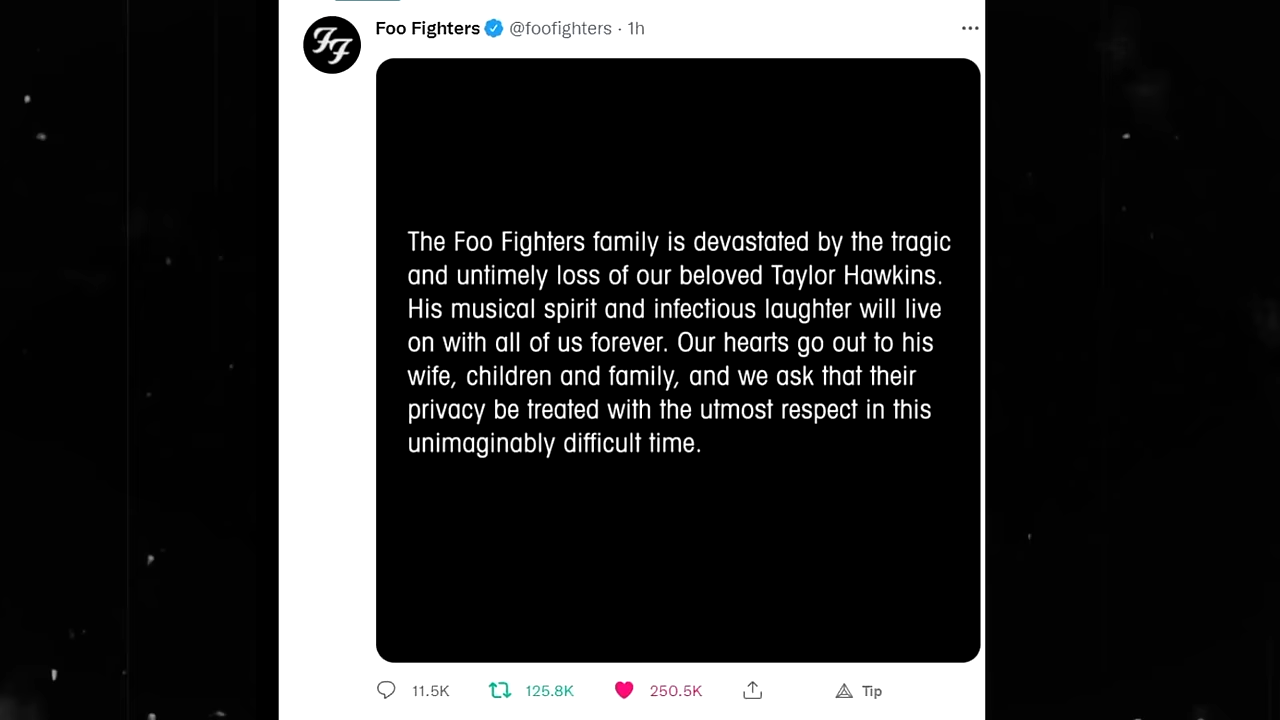 Foo Fighters @foofighters · 1h
The Foo Fighters family is devastated by the tragic
and untimely loss of our beloved Taylor Hawkins.
His musical spirit and infectious laughter will live
on with all of us forever. Our hearts go out to his
wife, children and family, and we ask that their
privacy be treated with the utmost respect in this
unimaginably difficult time.
11.5K 125.8K 250.5K Tip